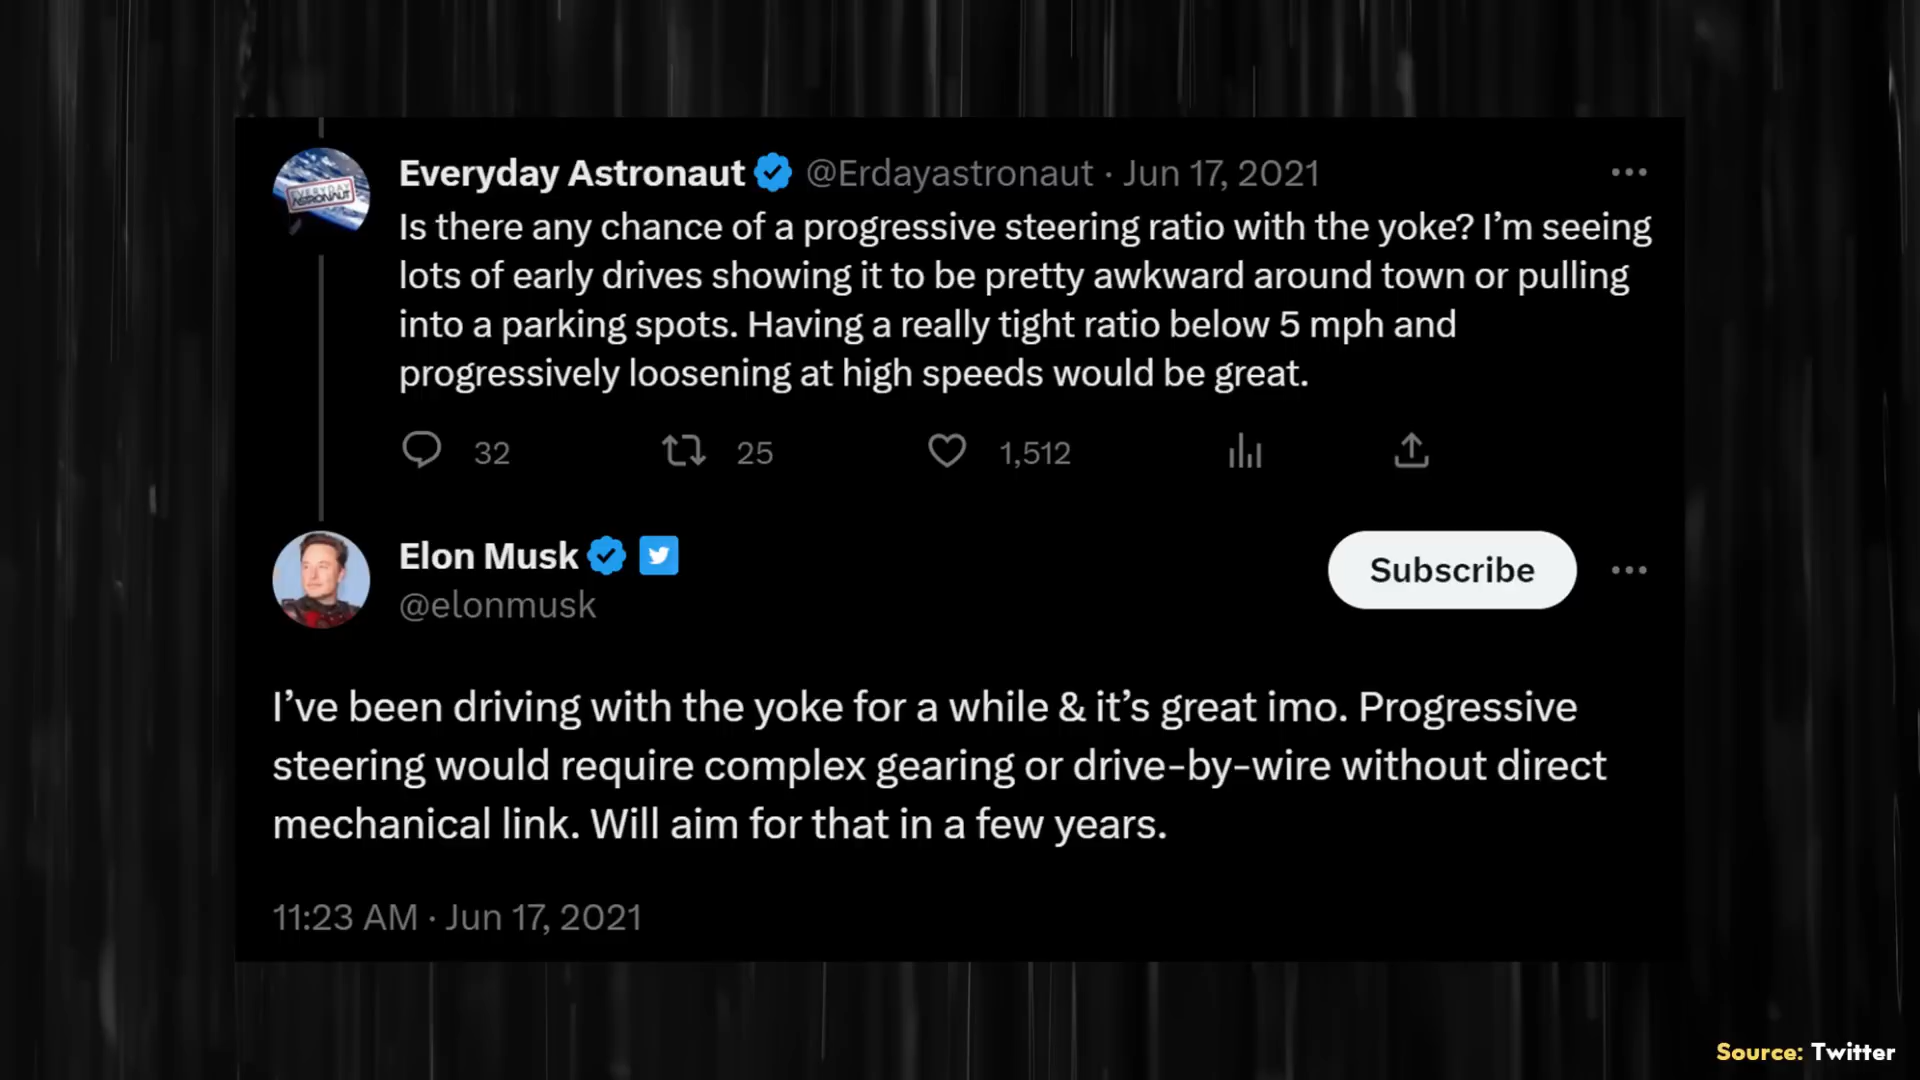 Everyday Astronaut @Erdayastronaut · Jun 17, 2021
EVERYDAY
ASTRONAUT
Is there any chance of a progressive steering ratio with the yoke? I’m seeing
lots of early drives showing it to be pretty awkward around town or pulling
into a parking spots. Having a really tight ratio below 5 mph and
progressively loosening at high speeds would be great.
32 25 1,512
Elon Musk
Subscribe
@elonmusk
I’ve been driving with the yoke for a while & it’s great imo. Progressive
steering would require complex gearing or drive-by-wire without direct
mechanical link. Will aim for that in a few years.
11:23 AM · Jun 17, 2021
Source: Twitter